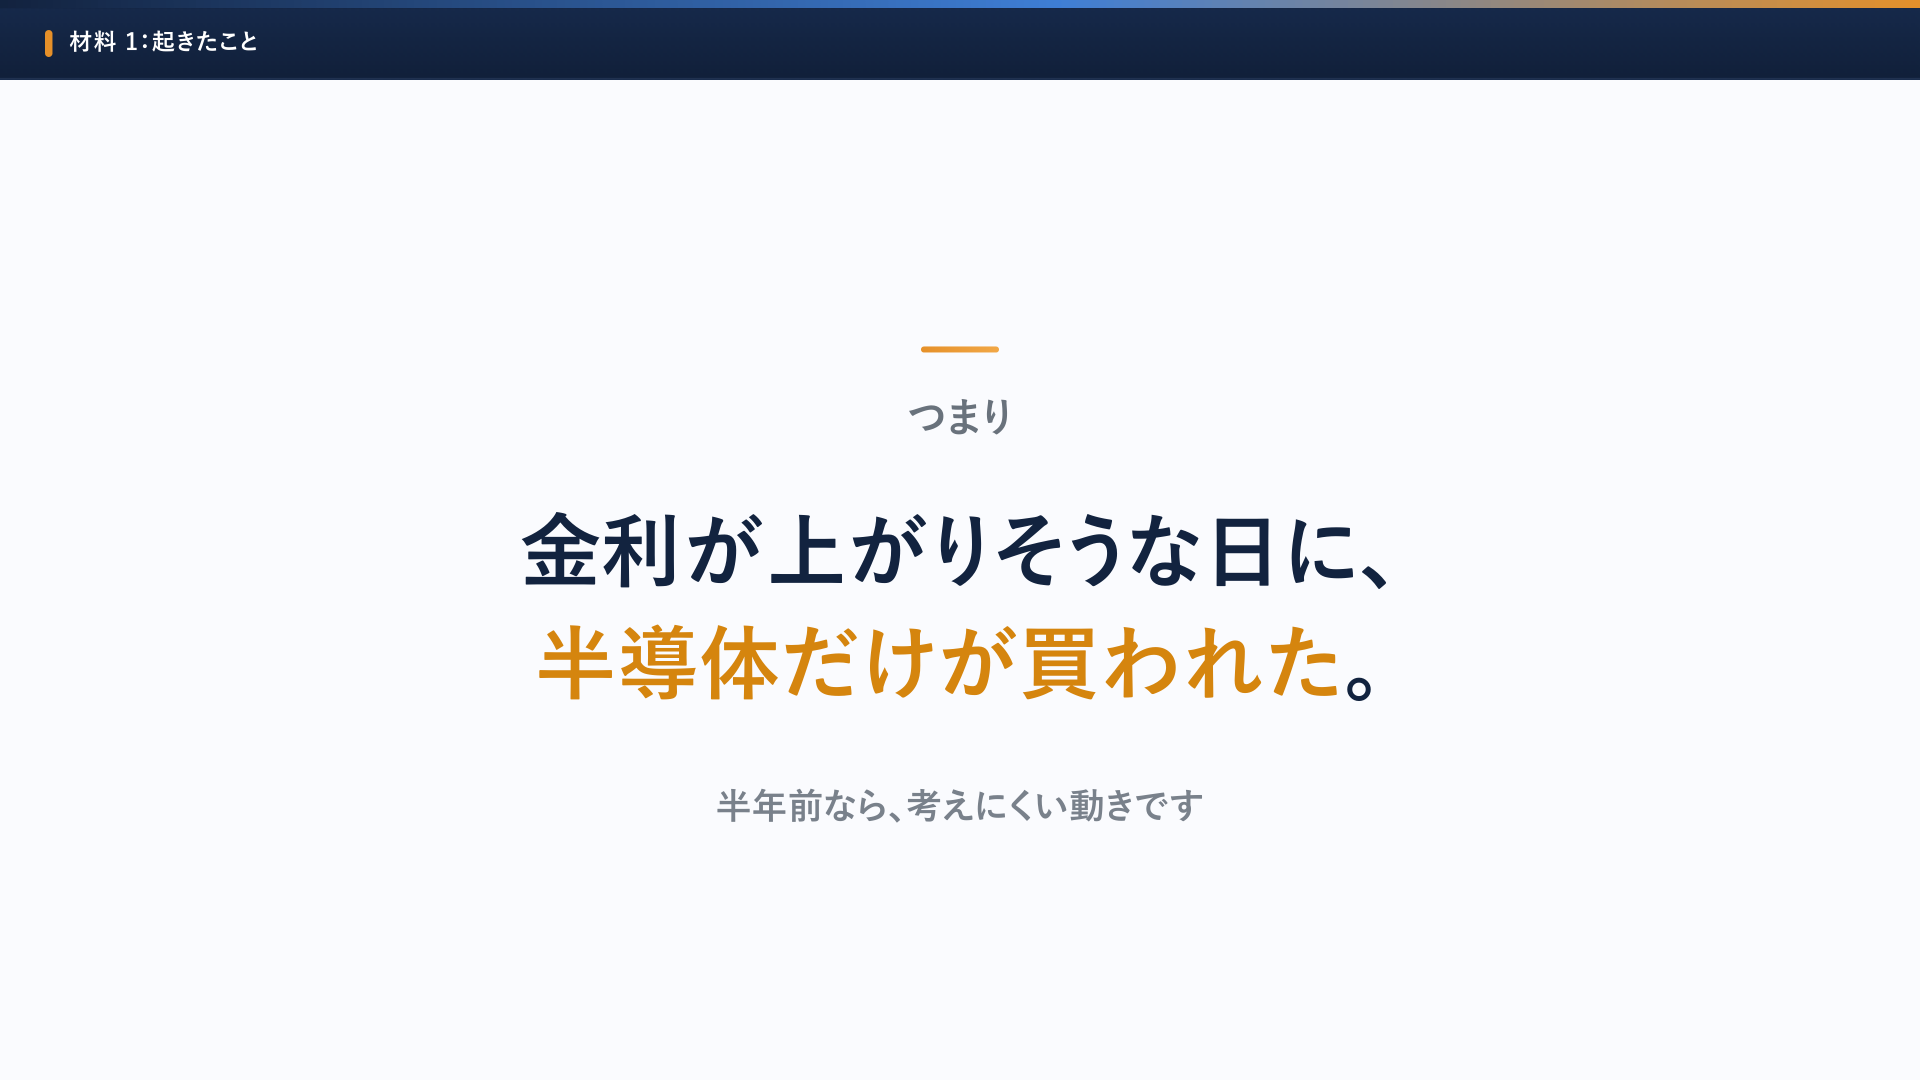 材料 1：起きたこと
つまり
金利が上がりそうな日に、
半導体だけが買われた。
半年前なら、考えにくい動きです